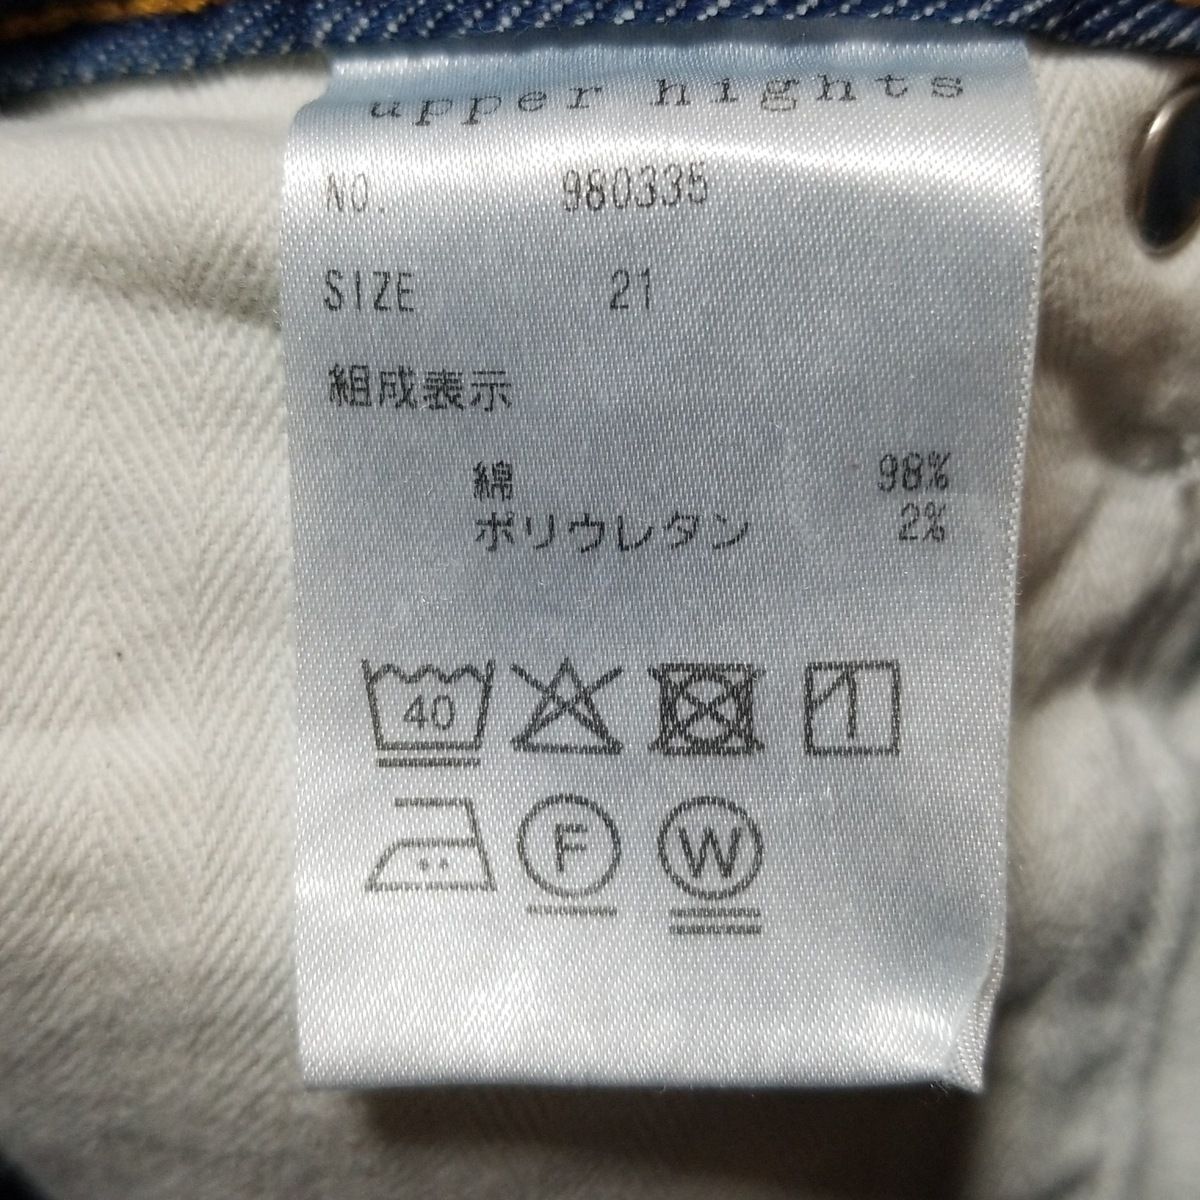 upper hights
NO. 980335
SIZE 21
組成表示
綿 98%
ポリウレタン 2%
40
F W